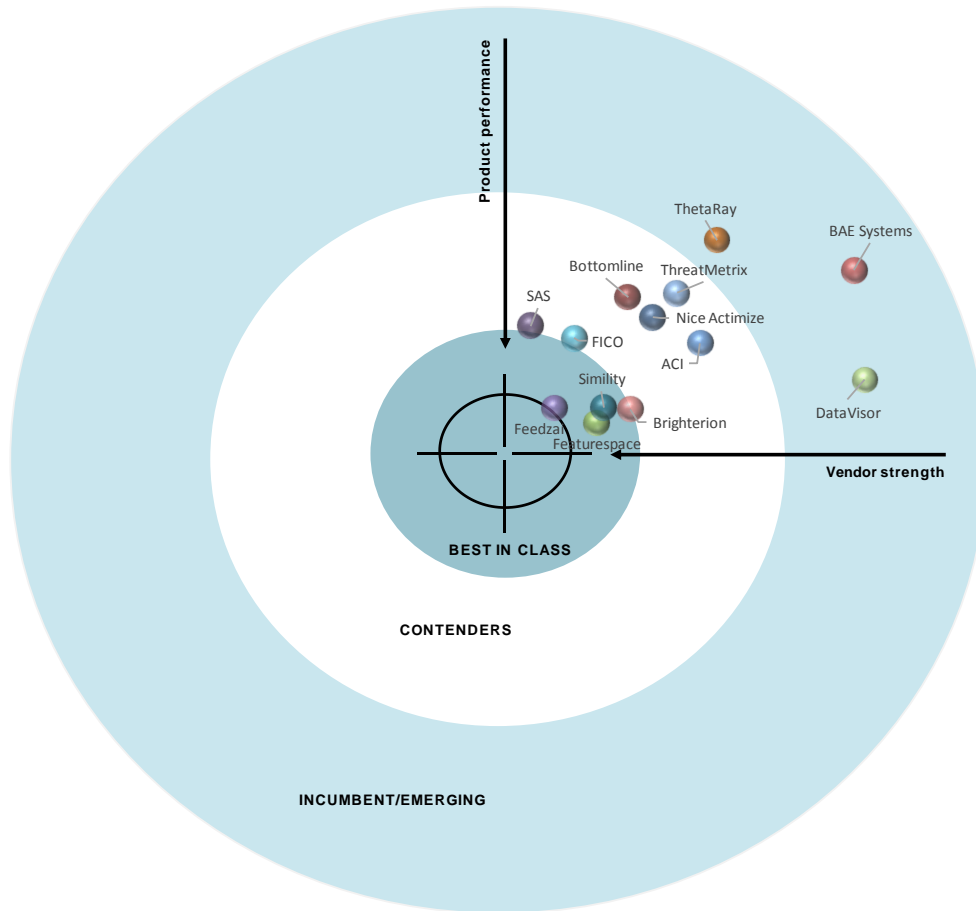 Product performance
ThetaRay
BAE Systems
Bottomline
ThreatMetrix
SAS
Nice Actimize
FICO
ACI
Simility
DataVisor
Brighterion
Feedzai
Featurespace
Vendor strength
BEST IN CLASS
CONTENDERS
INCUMBENT/EMERGING